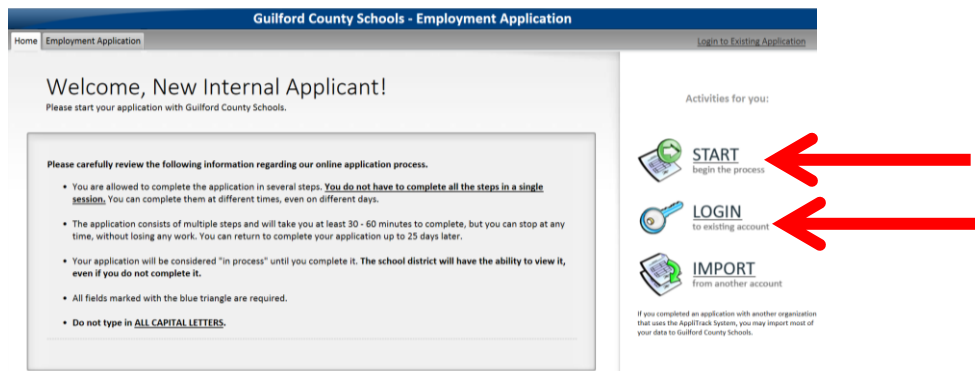 Guilford County Schools - Employment Application
Home Employment Application Login to Existing Application
Welcome, New Internal Applicant!
Please start your application with Guilford County Schools.
Please carefully review the following information regarding our online application process.
• You are allowed to complete the application in several steps. You do not have to complete all the steps in a single
session. You can complete them at different times, even on different days.
• The application consists of multiple steps and will take you at least 30 - 60 minutes to complete, but you can stop at any
time, without losing any work. You can return to complete your application up to 25 days later.
• Your application will be considered "in process" until you complete it. The school district will have the ability to view it,
even if you do not complete it.
• All fields marked with the blue triangle are required.
• Do not type in ALL CAPITAL LETTERS.
Activities for you:
START
begin the process
LOGIN
to existing account
IMPORT
from another account
If you completed an application with another organization
that uses the AppliTrack System, you may import most of
your data to Guilford County Schools.